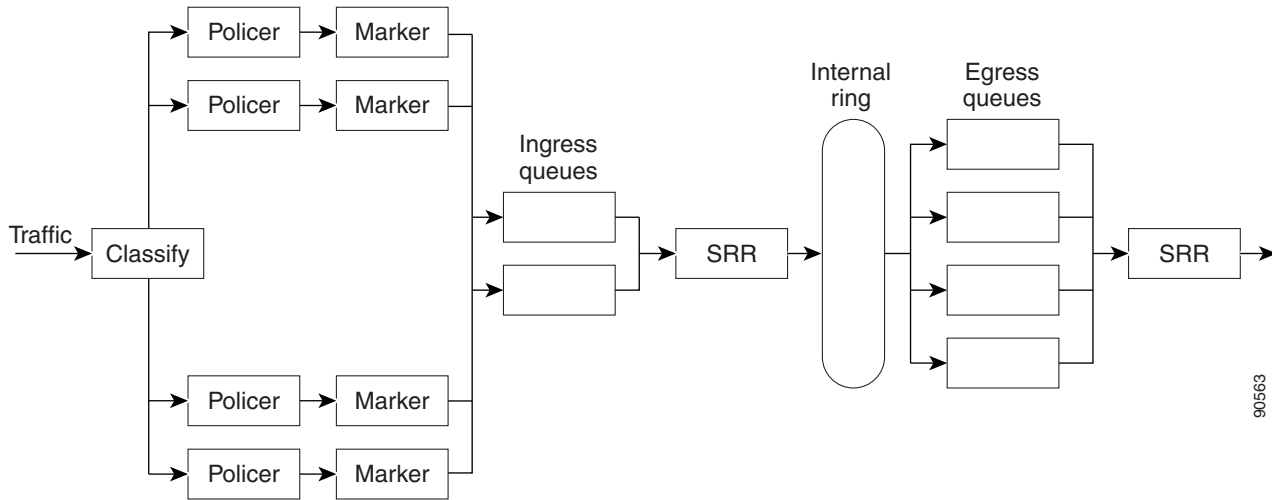 Policer
Marker
Policer
Marker
Internal
ring
Egress
queues
Ingress
queues
Traffic
Classify
SRR
SRR
Policer
Marker
Policer
Marker
90563